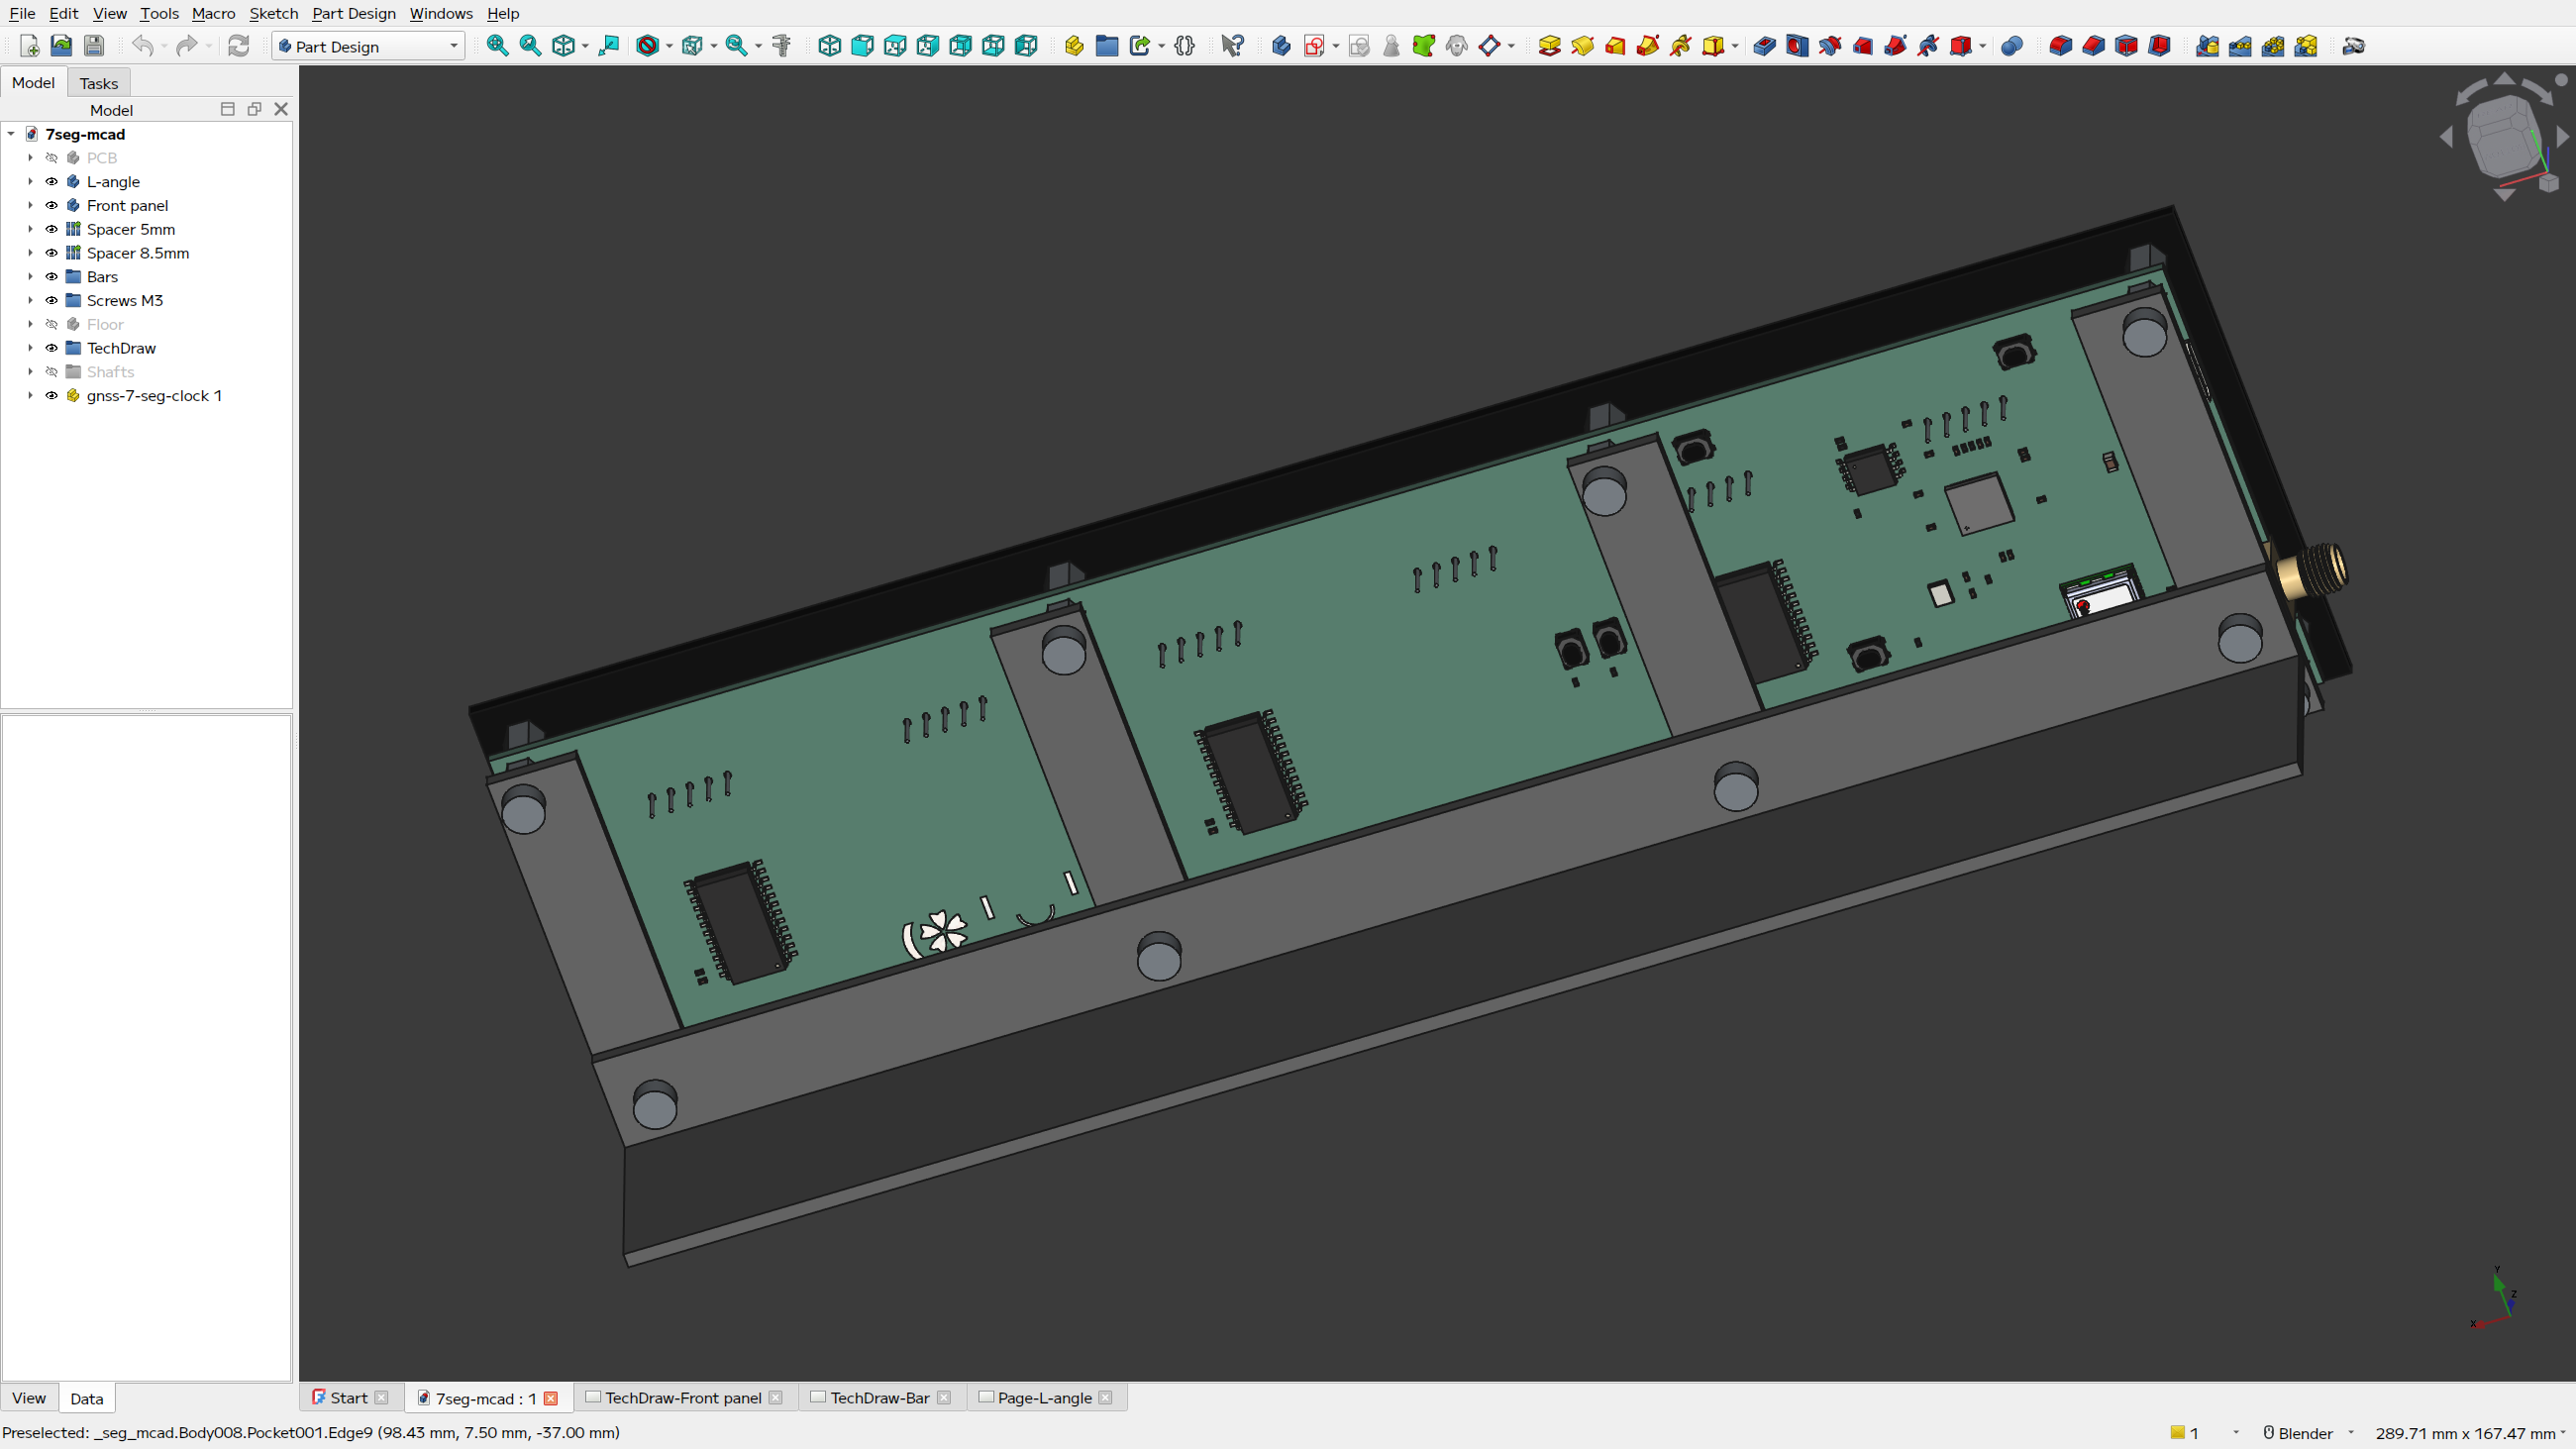 File Edit View Tools Macro Sketch Part Design Measure Windows Help
Part Design
Model Tasks
Model
7seg-mcad
PCB
L-angle
Front panel
Spacer 5mm
Spacer 8.5mm
Bars
Screws M3
Floor
TechDraw
Shafts
gnss-7-seg-clock 1
Y
Z
X
View Data
Start
7seg-mcad : 1
TechDraw-Front panel
TechDraw-Bar
Page-L-angle
Preselected: _seg_mcad.Body008.Pocket001.Edge9 (98.43 mm, 7.50 mm, -37.00 mm)
1
Blender
289.71 mm x 167.47 mm